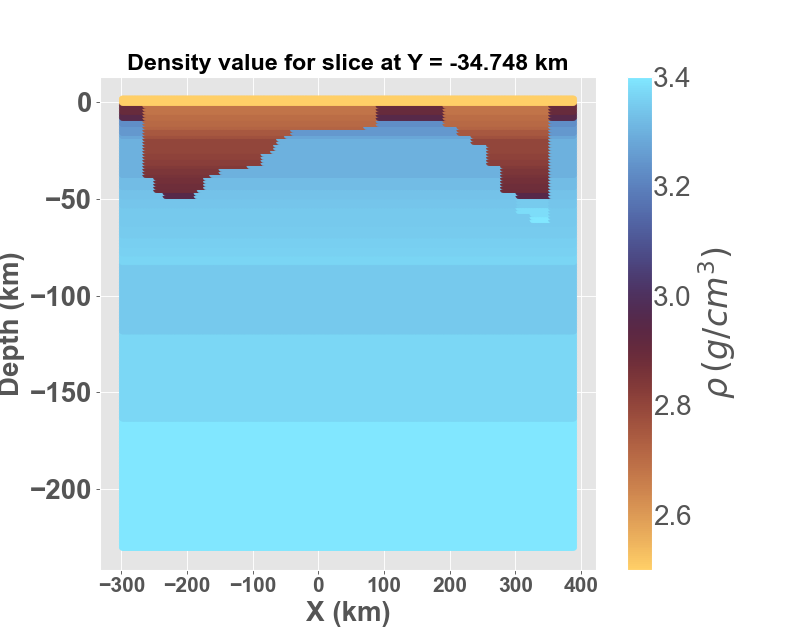 Density value for slice at Y = -34.748 km
0
−50
−100
−150
−200
Depth (km)
−300 −200 −100 0 100 200 300 400
X (km)
3.4
3.2
3.0
2.8
2.6
ρ (g/cm³)